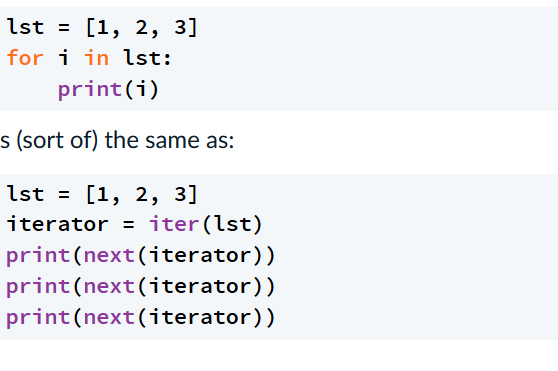 lst = [1, 2, 3]
for i in lst:
    print(i)
s (sort of) the same as:
lst = [1, 2, 3]
iterator = iter(lst)
print(next(iterator))
print(next(iterator))
print(next(iterator))